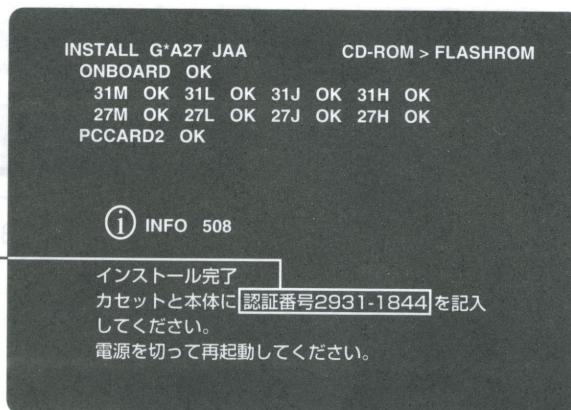 INSTALL G*A27 JAA CD-ROM > FLASHROM
ONBOARD OK
31M OK 31L OK 31J OK 31H OK
27M OK 27L OK 27J OK 27H OK
PCCARD2 OK
i INFO 508
インストール完了
カセットと本体に認証番号2931-1844を記入
してください。
電源を切って再起動してください。